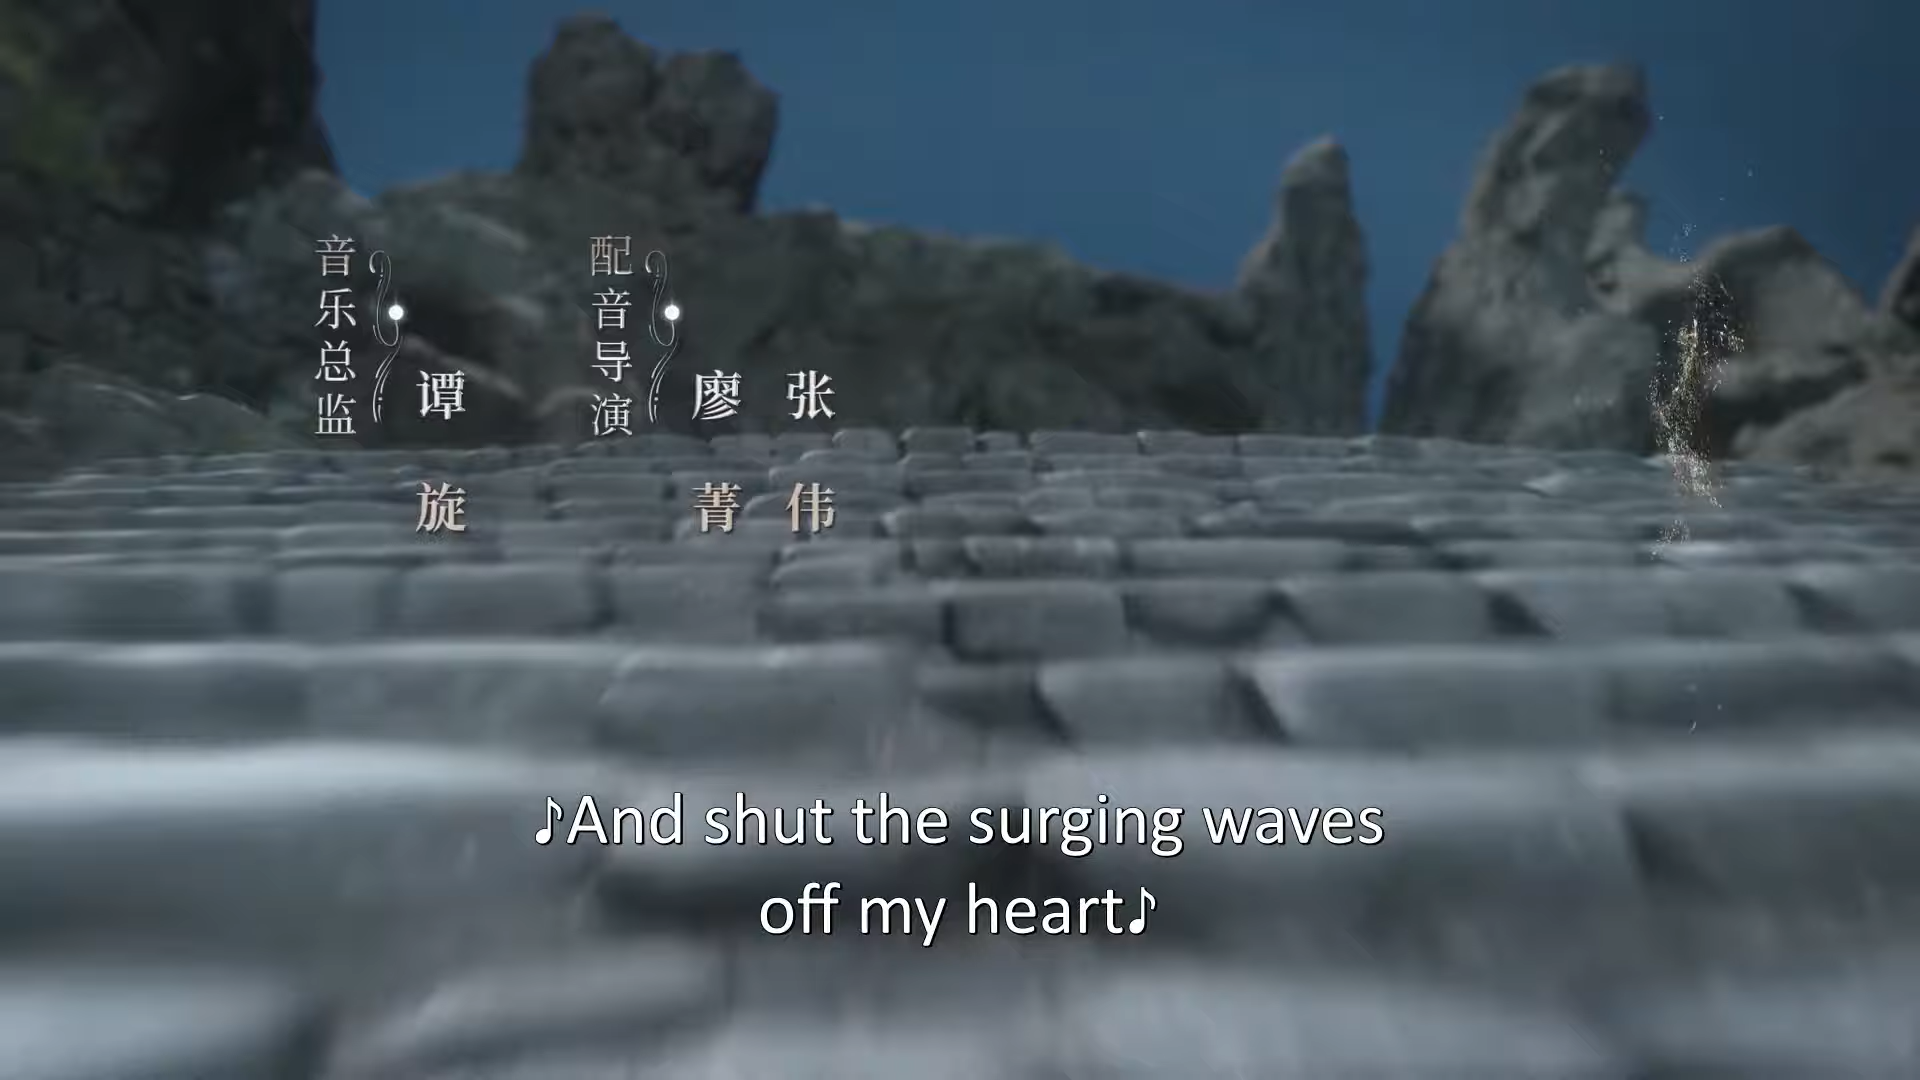 音乐总监
谭旋
配音导演
廖菁
张伟
♪And shut the surging waves
off my heart♪